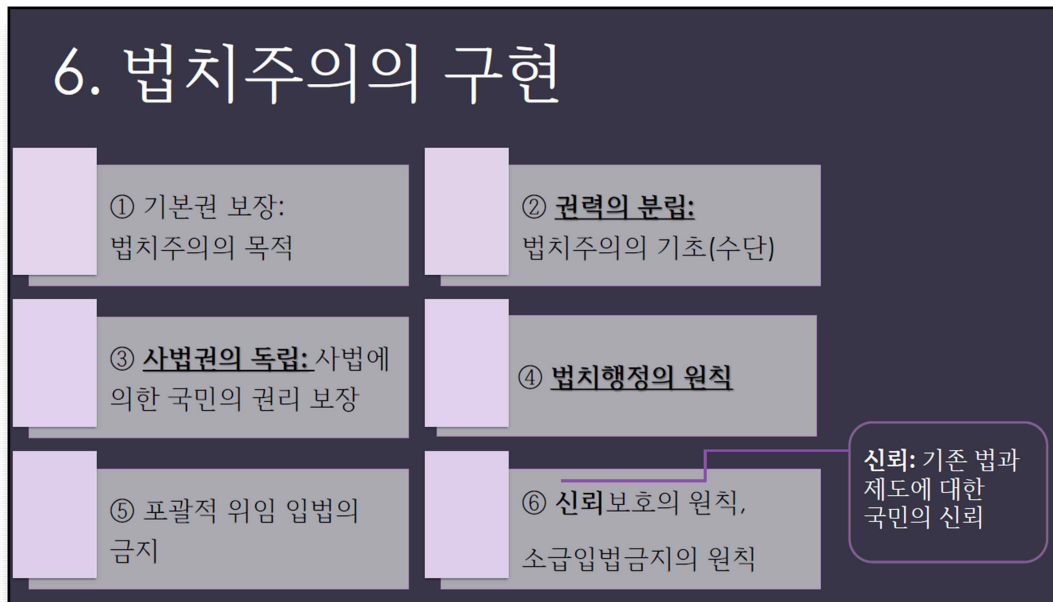 6. 법치주의의 구현
① 기본권 보장:
법치주의의 목적
② 권력의 분립:
법치주의의 기초(수단)
③ 사법권의 독립: 사법에
의한 국민의 권리 보장
④ 법치행정의 원칙
⑤ 포괄적 위임 입법의
금지
⑥ 신뢰보호의 원칙,
소급입법금지의 원칙
신뢰: 기존 법과
제도에 대한
국민의 신뢰